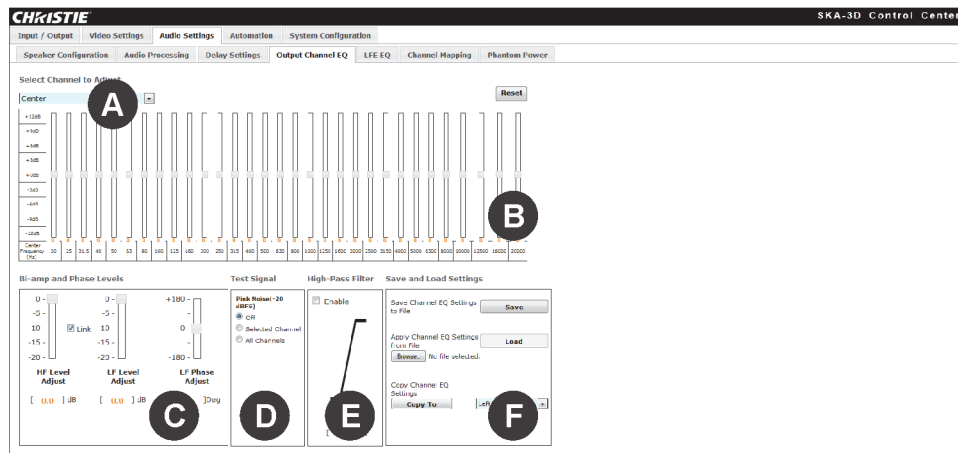 CHRISTIE
SKA-3D Control Center
Input / Output Video Settings Audio Settings Automation System Configuration
Speaker Configuration Audio Processing Delay Settings Output Channel EQ LFE EQ Channel Mapping Phantom Power
Select Channel to Adjust
Center
A
Reset
+12dB
+9dB
+6dB
+3dB
+0dB
-3dB
-6dB
-9dB
-12dB
B
Center Frequency (Hz)
20 25 31.5 40 50 63 80 100 125 160 200 250 315 400 500 630 800 1000 1250 1600 2000 2500 3150 4000 5000 6300 8000 10000 12500 16000 20000
Bi-amp and Phase Levels Test Signal High-Pass Filter Save and Load Settings
0 - 0 - +180 -
-5 - -5 - -
10 Link 10 0
-15 - -15 - -
-20 - -20 - -180 -
HF Level Adjust
LF Level Adjust
LF Phase Adjust
[ 0.0 ] dB [ 0.0 ] dB ]Deg
C
Pink Noise(-20 dBFS)
Off
Selected Channel
All Channels
D
Enable
E
[
Save Channel EQ Settings to File
Save
Apply Channel EQ Settings from File
Load
Browse... No file selected.
Copy Channel EQ Settings
Copy To
Left
F